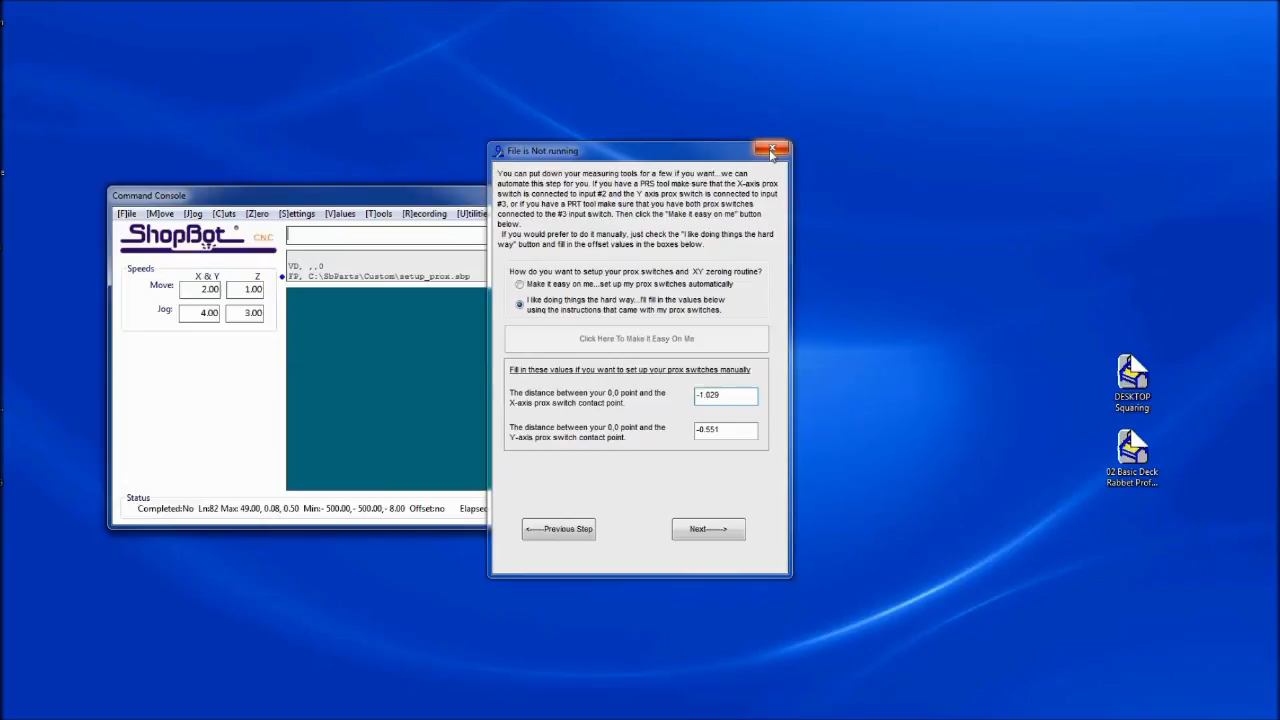 File is Not running
You can put down your measuring tools for a few if you want...we can
automate this step for you. If you have a PRS tool make sure that the X-axis prox
switch is connected to input #2 and the Y axis prox switch is connected to input
#3, or if you have a PRT tool make sure that you have both prox switches
connected to the #3 input switch. Then click the "Make it easy on me" button
below.
If you would prefer to do it manually, just check the "I like doing things the hard
way" button and fill in the offset values in the boxes below.
How do you want to setup your prox switches and XY zeroing routine?
Make it easy on me...set up my prox switches automatically
I like doing things the hard way...I'll fill in the values below
using the instructions that came with my prox switches.
Click Here To Make It Easy On Me
Fill in these values if you want to set up your prox switches manually
The distance between your 0,0 point and the
X-axis prox switch contact point.
-1.029
The distance between your 0,0 point and the
Y-axis prox switch contact point.
-0.551
<-----Previous Step
Next----->
Command Console
[F]ile [M]ove [J]og [C]uts [Z]ero [S]ettings [V]alues [T]ools [R]ecording [U]tilitie
ShopBot CNC
VD, ,,0
FP, C:\SbParts\Custom\setup_prox.sbp
Speeds
X & Y Z
Move: 2.00 1.00
Jog: 4.00 3.00
Status
Completed:No Ln:82 Max: 49.00, 0.08, 0.50 Min:- 500.00,- 500.00,- 8.00 Offset:no Elapse
DESKTOP
Squaring
02 Basic Deck
Rabbet Prof...